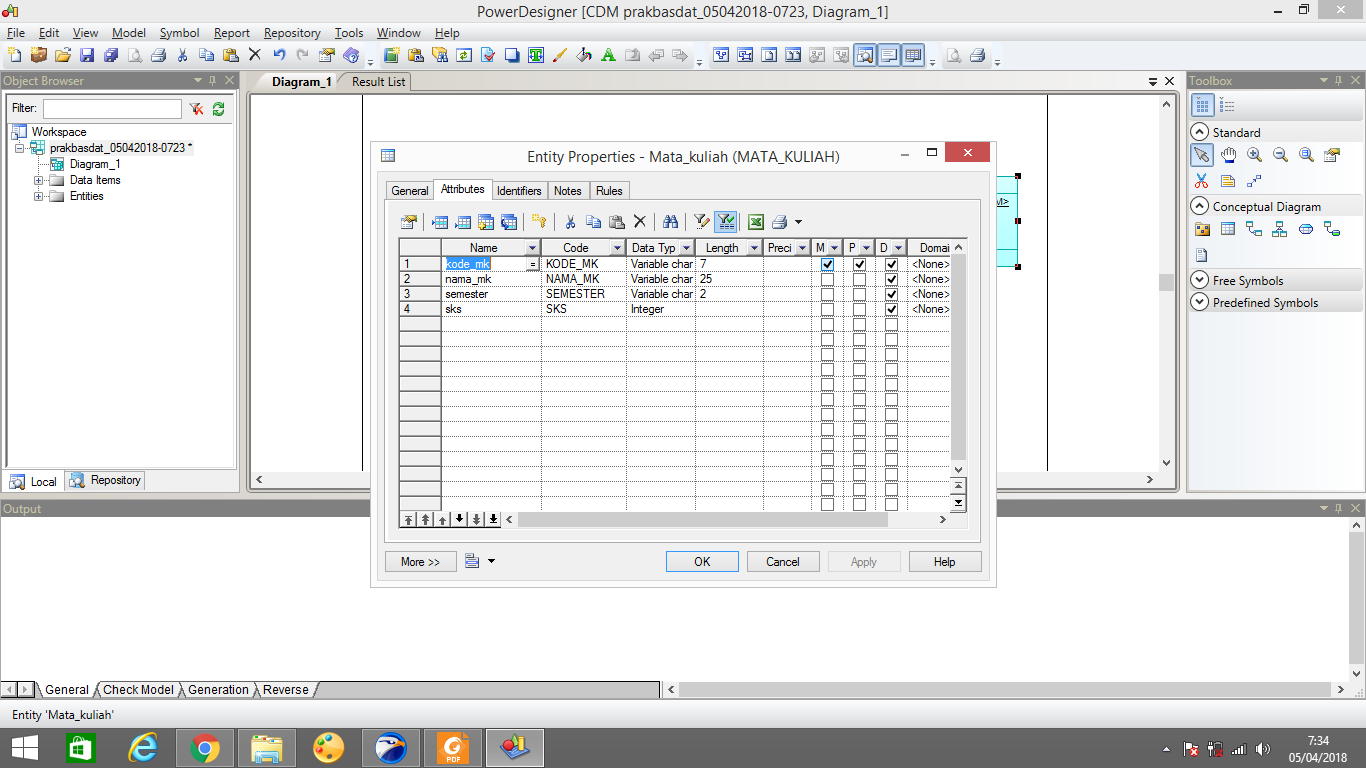 PowerDesigner [CDM prakbasdat_05042018-0723, Diagram_1]
File Edit View Model Symbol Report Repository Tools Window Help
Object Browser
Filter:
Workspace
prakbasdat_05042018-0723 *
Diagram_1
Data Items
Entities
Local Repository
Diagram_1 Result List
M>
Entity Properties - Mata_kuliah (MATA_KULIAH)
General Attributes Identifiers Notes Rules
Name Code Data Typ Length Preci M P D Domai
1 kode_mk = KODE_MK Variable char 7 <None>
2 nama_mk NAMA_MK Variable char 25 <None>
3 semester SEMESTER Variable char 2 <None>
4 sks SKS Integer <None>
More >> OK Cancel Apply Help
Toolbox
Standard
Conceptual Diagram
Free Symbols
Predefined Symbols
Output
General Check Model Generation Reverse
Entity 'Mata_kuliah'
PDF
7:34
05/04/2018